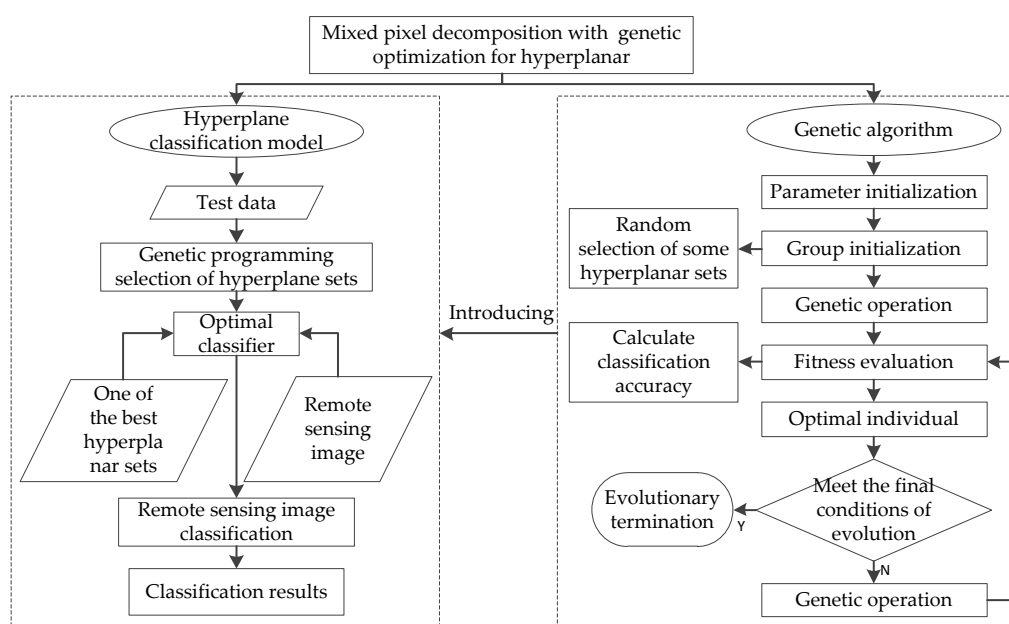 Mixed pixel decomposition with genetic
optimization for hyperplanar
Hyperplane
classification model
Test data
Genetic programming
selection of hyperplane sets
Optimal
classifier
One of
the best
hyperpla
nar sets
Remote
sensing
image
Remote sensing image
classification
Classification results
Introducing
Genetic algorithm
Parameter initialization
Random
selection of some
hyperplanar sets
Group initialization
Genetic operation
Calculate
classification
accuracy
Fitness evaluation
Optimal individual
Meet the final
conditions of
evolution
Evolutionary
termination
Y
N
Genetic operation